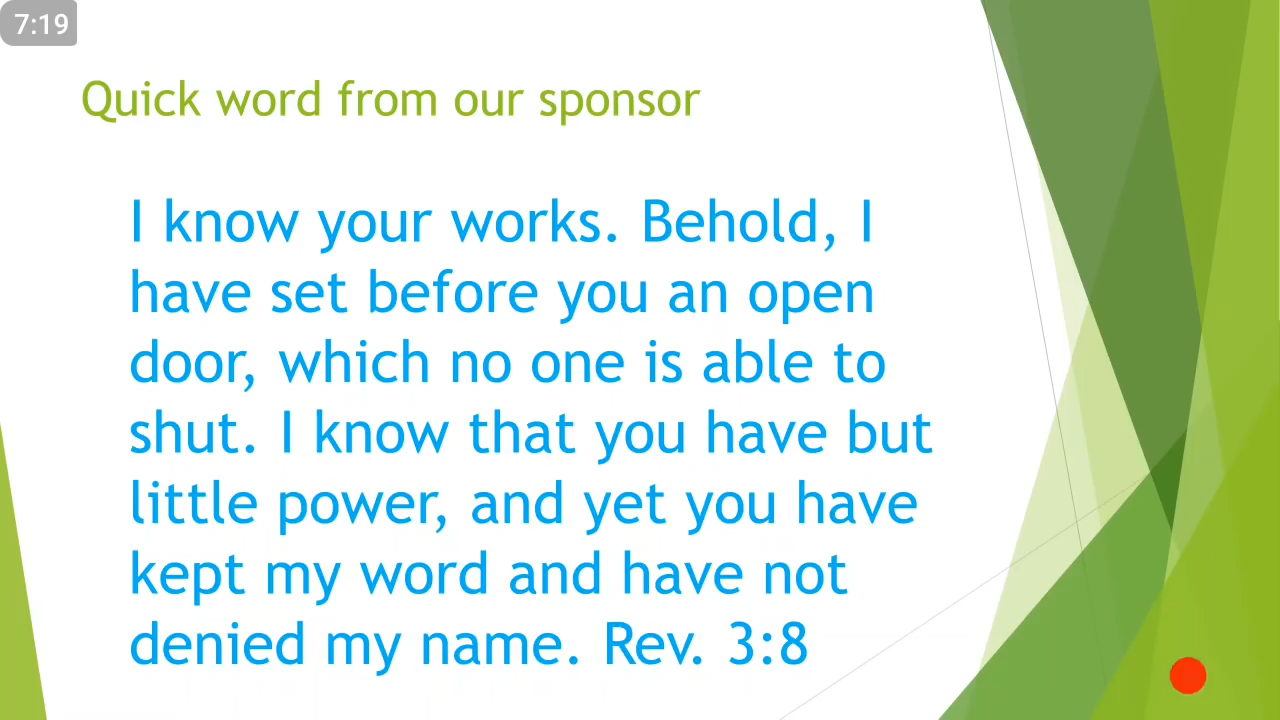 7:19
Quick word from our sponsor
I know your works. Behold, I
have set before you an open
door, which no one is able to
shut. I know that you have but
little power, and yet you have
kept my word and have not
denied my name. Rev. 3:8